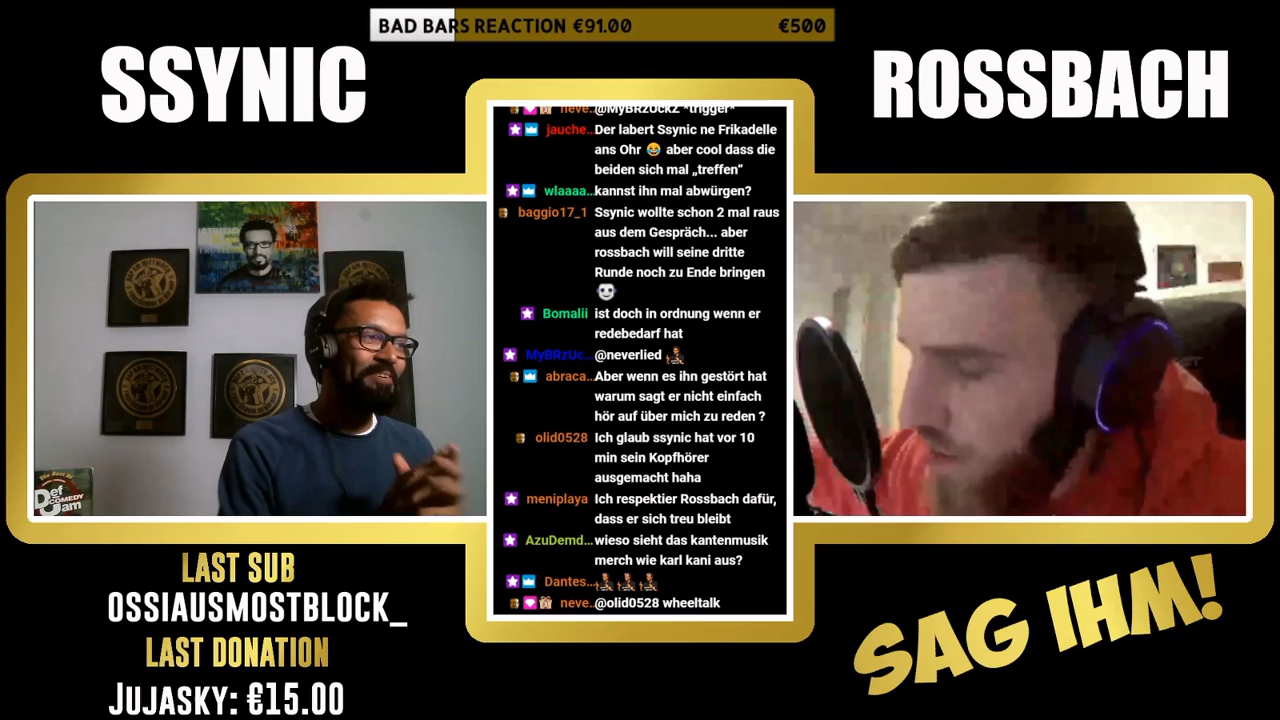 BAD BARS REACTION €91.00 €500
SSYNIC
ROSSBACH
neve.. @MyBRzUckZ *trigger*
jauche.. Der labert Ssynic ne Frikadelle
ans Ohr 😂 aber cool dass die
beiden sich mal „treffen“
wlaaaa.. kannst ihn mal abwürgen?
baggio17_1 Ssynic wollte schon 2 mal raus
aus dem Gespräch... aber
rossbach will seine dritte
Runde noch zu Ende bringen
Bomalii ist doch in ordnung wenn er
redebedarf hat
MyBRzUc.. @neverlied
abraca.. Aber wenn es ihn gestört hat
warum sagt er nicht einfach
hör auf über mich zu reden ?
olid0528 Ich glaub ssynic hat vor 10
min sein Kopfhörer
ausgemacht haha
meniplaya Ich respektier Rossbach dafür,
dass er sich treu bleibt
AzuDemd.. wieso sieht das kantenmusik
merch wie karl kani aus?
Dantes..
neve.. @olid0528 wheeltalk
The Best Of
Def
COMEDY
Jam
LAST SUB
OSSIAUSMOSTBLOCK_
LAST DONATION
JUJASKY: €15.00
SAG IHM!